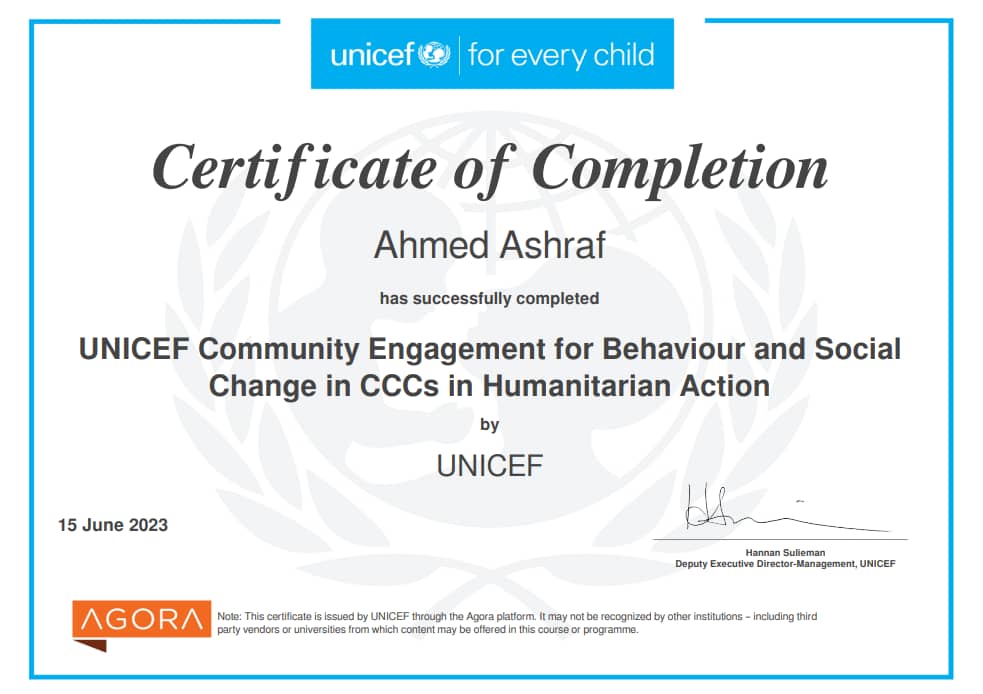 unicef for every child
Certificate of Completion
Ahmed Ashraf
has successfully completed
UNICEF Community Engagement for Behaviour and Social
Change in CCCs in Humanitarian Action
by
UNICEF
15 June 2023
Hannan Sulieman
Deputy Executive Director-Management, UNICEF
AGORA
Note: This certificate is issued by UNICEF through the Agora platform. It may not be recognized by other institutions – including third
party vendors or universities from which content may be offered in this course or programme.